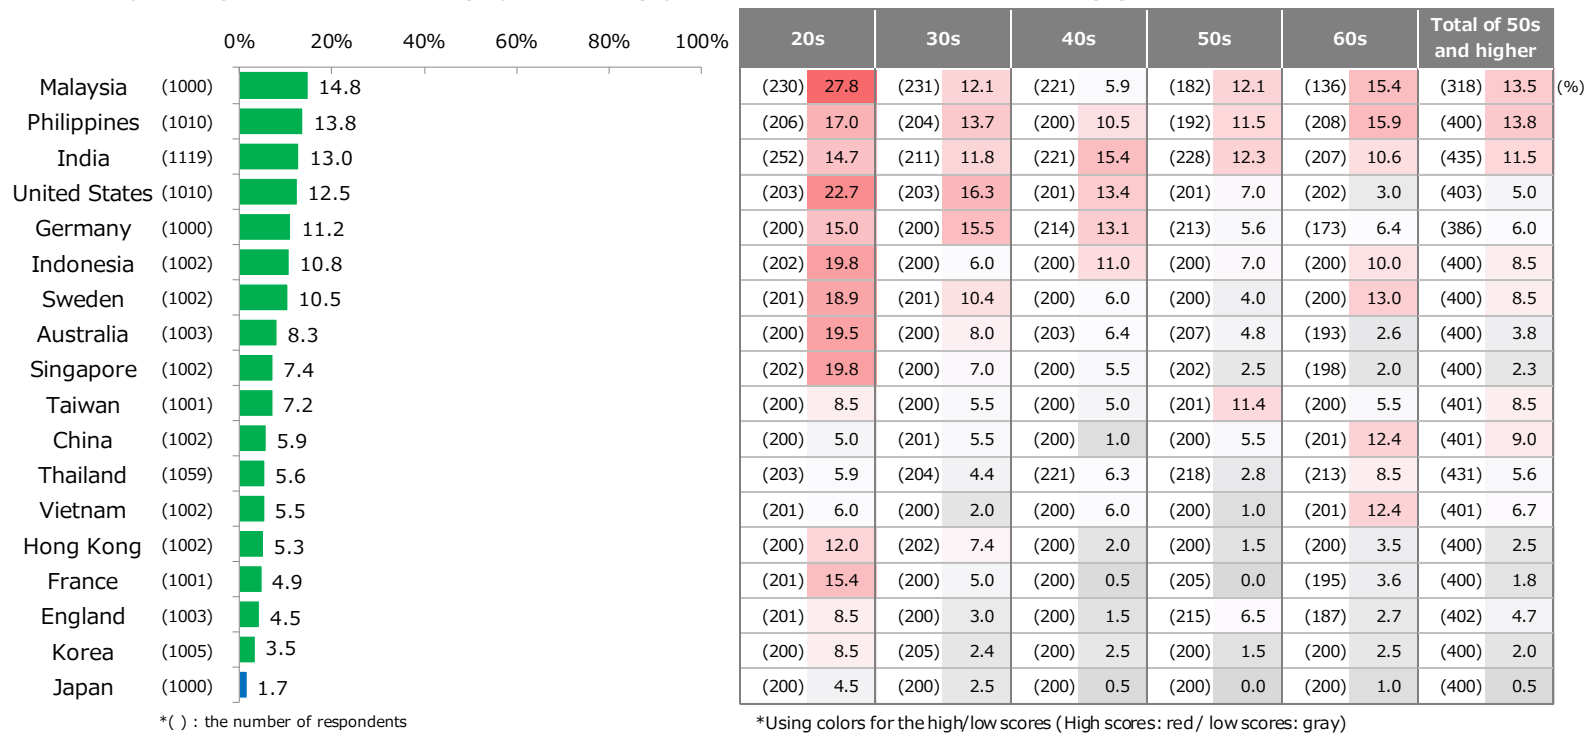 0% 20% 40% 60% 80% 100%
20s 30s 40s 50s 60s Total of 50s and higher
Malaysia (1000) 14.8 (230) 27.8 (231) 12.1 (221) 5.9 (182) 12.1 (136) 15.4 (318) 13.5 (%)
Philippines (1010) 13.8 (206) 17.0 (204) 13.7 (200) 10.5 (192) 11.5 (208) 15.9 (400) 13.8
India (1119) 13.0 (252) 14.7 (211) 11.8 (221) 15.4 (228) 12.3 (207) 10.6 (435) 11.5
United States (1010) 12.5 (203) 22.7 (203) 16.3 (201) 13.4 (201) 7.0 (202) 3.0 (403) 5.0
Germany (1000) 11.2 (200) 15.0 (200) 15.5 (214) 13.1 (213) 5.6 (173) 6.4 (386) 6.0
Indonesia (1002) 10.8 (202) 19.8 (200) 6.0 (200) 11.0 (200) 7.0 (200) 10.0 (400) 8.5
Sweden (1002) 10.5 (201) 18.9 (201) 10.4 (200) 6.0 (200) 4.0 (200) 13.0 (400) 8.5
Australia (1003) 8.3 (200) 19.5 (200) 8.0 (203) 6.4 (207) 4.8 (193) 2.6 (400) 3.8
Singapore (1002) 7.4 (202) 19.8 (200) 7.0 (200) 5.5 (202) 2.5 (198) 2.0 (400) 2.3
Taiwan (1001) 7.2 (200) 8.5 (200) 5.5 (200) 5.0 (201) 11.4 (200) 5.5 (401) 8.5
China (1002) 5.9 (200) 5.0 (201) 5.5 (200) 1.0 (200) 5.5 (201) 12.4 (401) 9.0
Thailand (1059) 5.6 (203) 5.9 (204) 4.4 (221) 6.3 (218) 2.8 (213) 8.5 (431) 5.6
Vietnam (1002) 5.5 (201) 6.0 (200) 2.0 (200) 6.0 (200) 1.0 (201) 12.4 (401) 6.7
Hong Kong (1002) 5.3 (200) 12.0 (202) 7.4 (200) 2.0 (200) 1.5 (200) 3.5 (400) 2.5
France (1001) 4.9 (201) 15.4 (200) 5.0 (200) 0.5 (205) 0.0 (195) 3.6 (400) 1.8
England (1003) 4.5 (201) 8.5 (200) 3.0 (200) 1.5 (215) 6.5 (187) 2.7 (402) 4.7
Korea (1005) 3.5 (200) 8.5 (205) 2.4 (200) 2.5 (200) 1.5 (200) 2.5 (400) 2.0
Japan (1000) 1.7 (200) 4.5 (200) 2.5 (200) 0.5 (200) 0.0 (200) 1.0 (400) 0.5
*( ) : the number of respondents
*Using colors for the high/low scores (High scores: red / low scores: gray)